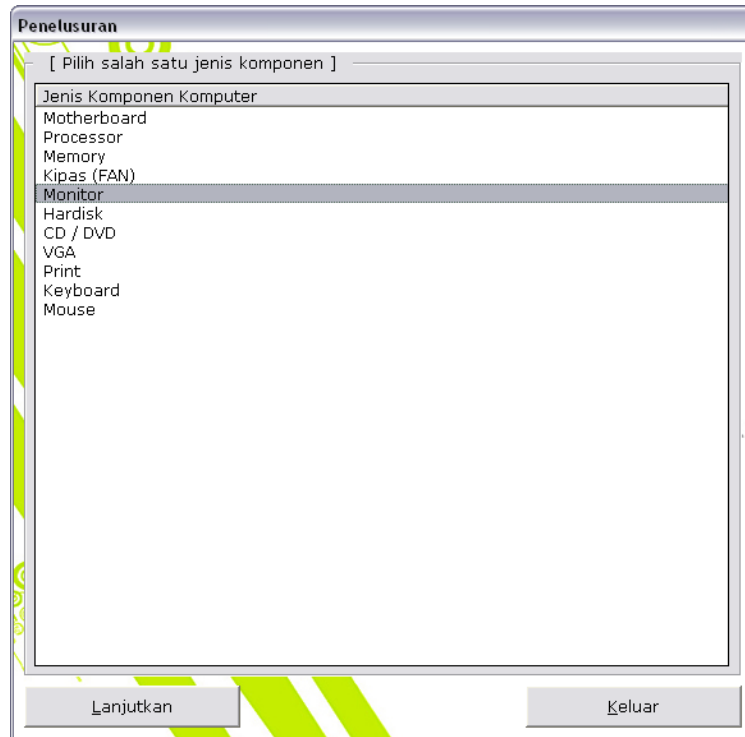 Penelusuran
[ Pilih salah satu jenis komponen ]
Jenis Komponen Komputer
Motherboard
Processor
Memory
Kipas (FAN)
Monitor
Hardisk
CD / DVD
VGA
Print
Keyboard
Mouse
Lanjutkan
Keluar